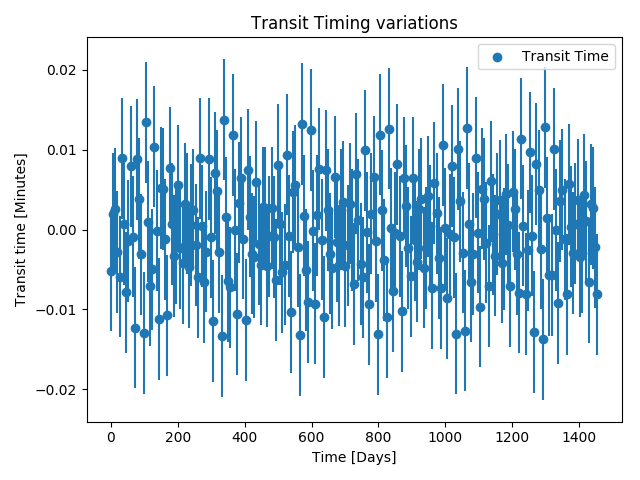 Transit Timing variations
Transit Time
Transit time [Minutes]
0.02
0.01
0.00
−0.01
−0.02
0 200 400 600 800 1000 1200 1400
Time [Days]